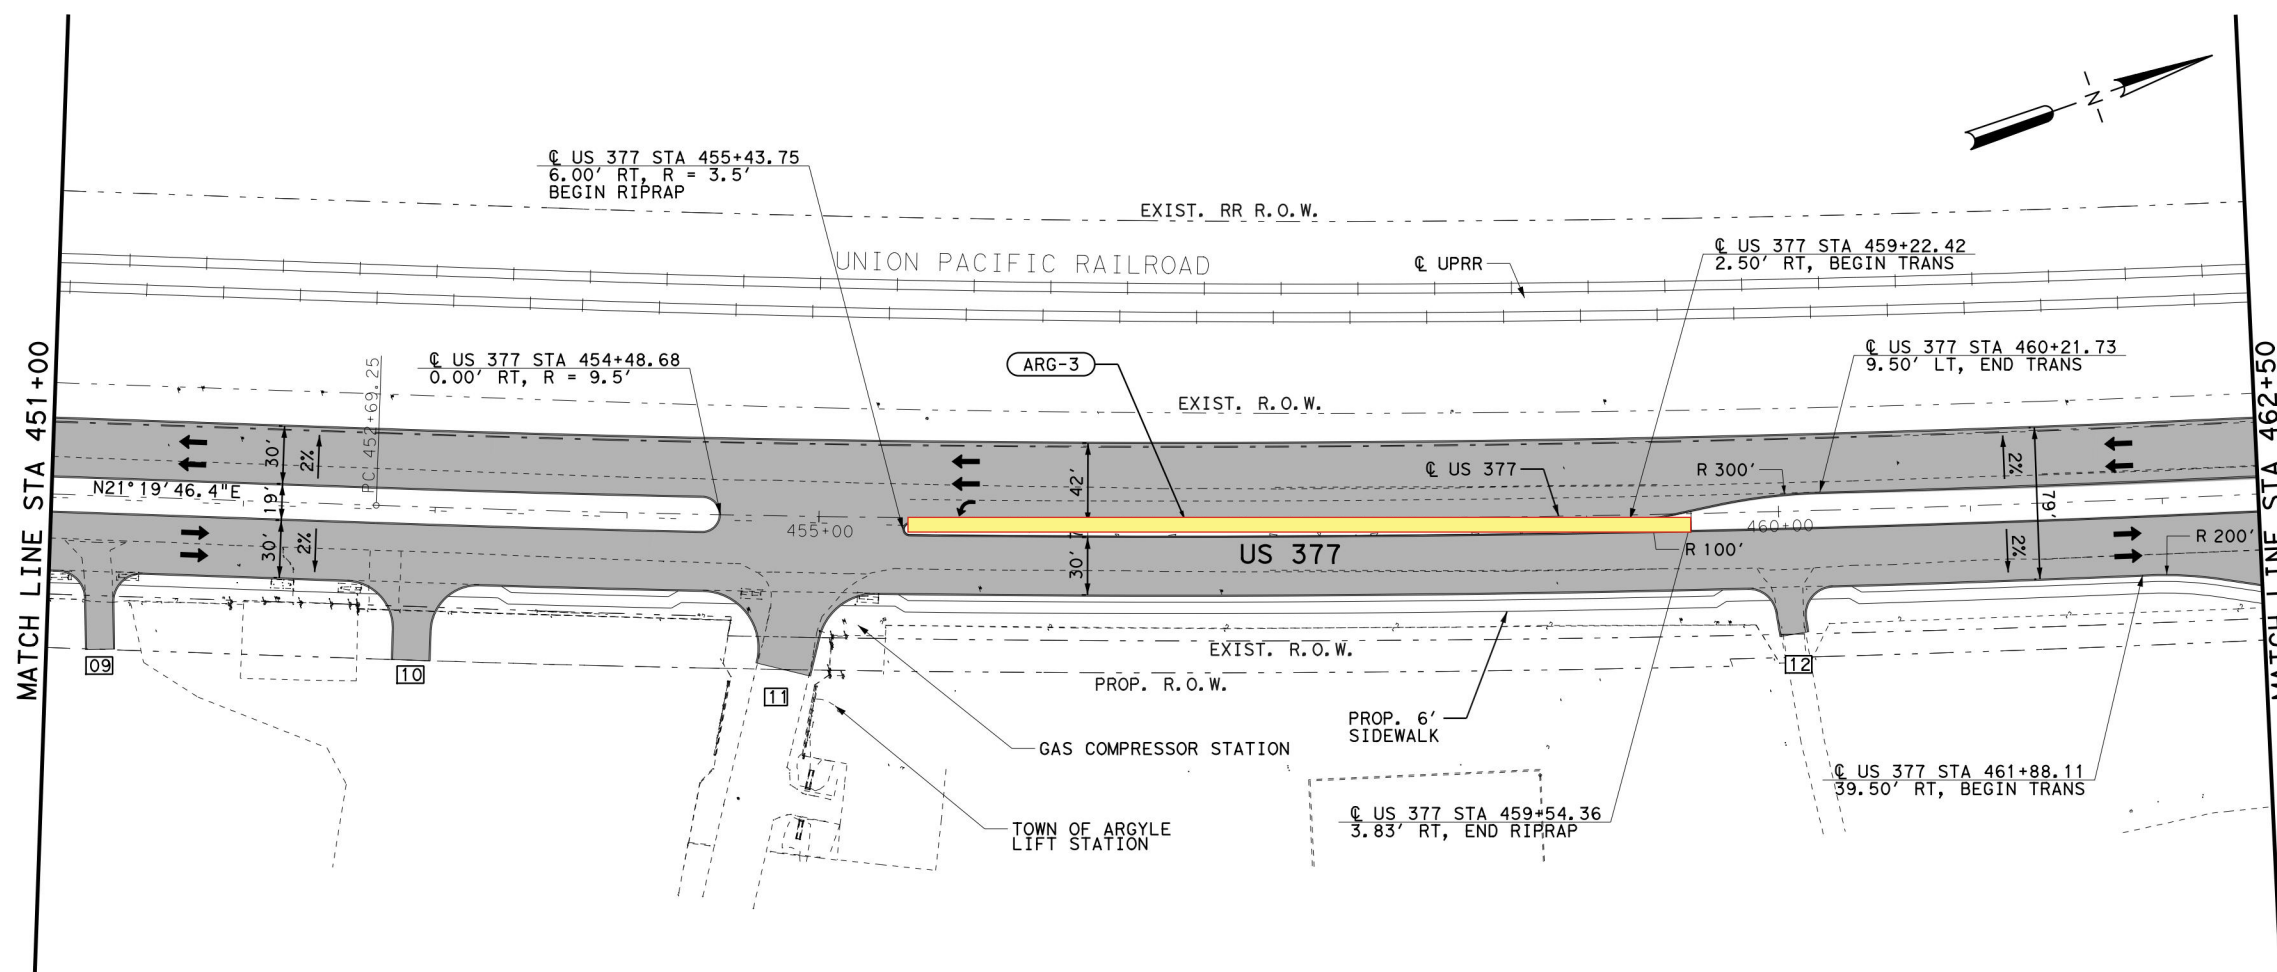 MATCH LINE STA 451+00
N
℄ US 377 STA 455+43.75
6.00' RT, R = 3.5'
BEGIN RIPRAP
EXIST. RR R.O.W.
UNION PACIFIC RAILROAD
℄ UPRR
℄ US 377 STA 459+22.42
2.50' RT, BEGIN TRANS
℄ US 377 STA 454+48.68
0.00' RT, R = 9.5'
PC 452+69.25
ARG-3
EXIST. R.O.W.
℄ US 377 STA 460+21.73
9.50' LT, END TRANS
MATCH LINE STA 462+50
30'
2%
42'
℄ US 377
R 300'
2%
79'
N21°19'46.4"E
19'
455+00
460+00
30'
2%
30'
US 377
R 100'
2%
R 200'
09
10
11
12
EXIST. R.O.W.
PROP. R.O.W.
PROP. 6'
SIDEWALK
GAS COMPRESSOR STATION
TOWN OF ARGYLE
LIFT STATION
℄ US 377 STA 459+54.36
3.83' RT, END RIPRAP
℄ US 377 STA 461+88.11
39.50' RT, BEGIN TRANS